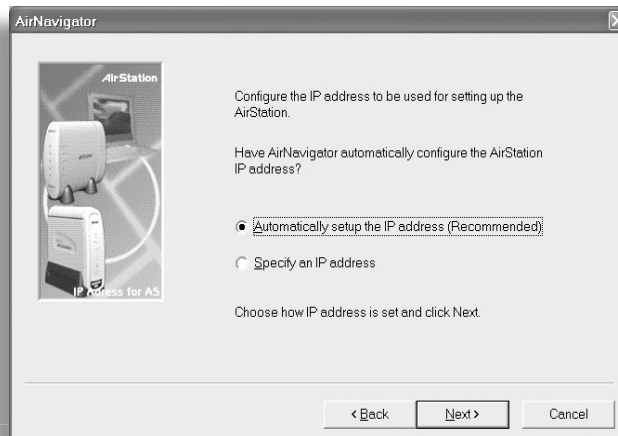 AirNavigator
AirStation
Configure the IP address to be used for setting up the
AirStation.
Have AirNavigator automatically configure the AirStation
IP address?
Automatically setup the IP address (Recommended)
Specify an IP address
IP Adress for AS
Choose how IP address is set and click Next.
< Back
Next >
Cancel